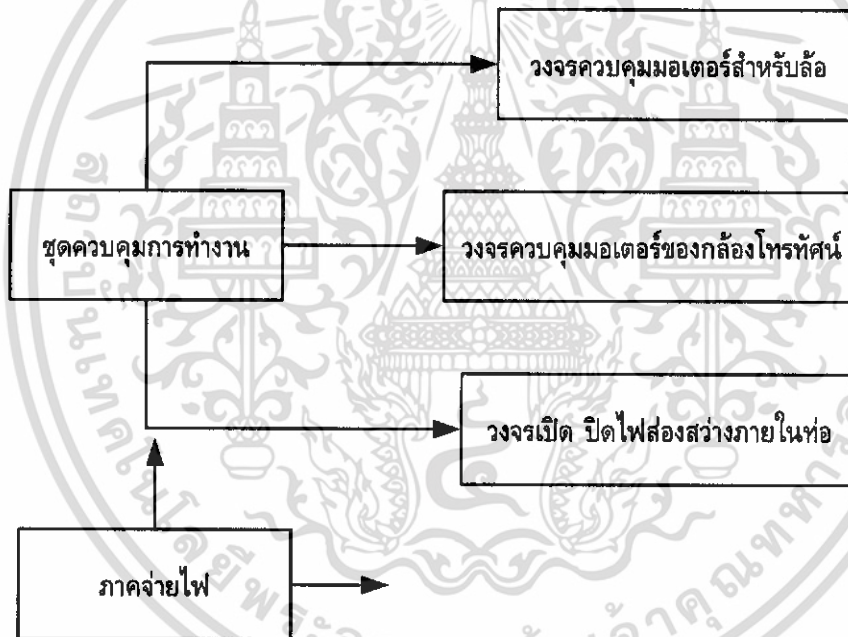 วงจรควบคุมมอเตอร์สำหรับล้อ
ชุดควบคุมการทำงาน
วงจรควบคุมมอเตอร์ของกล้องโทรทัศน์
วงจรเปิด ปิดไฟส่องสว่างภายในท่อ
ภาคจ่ายไฟ